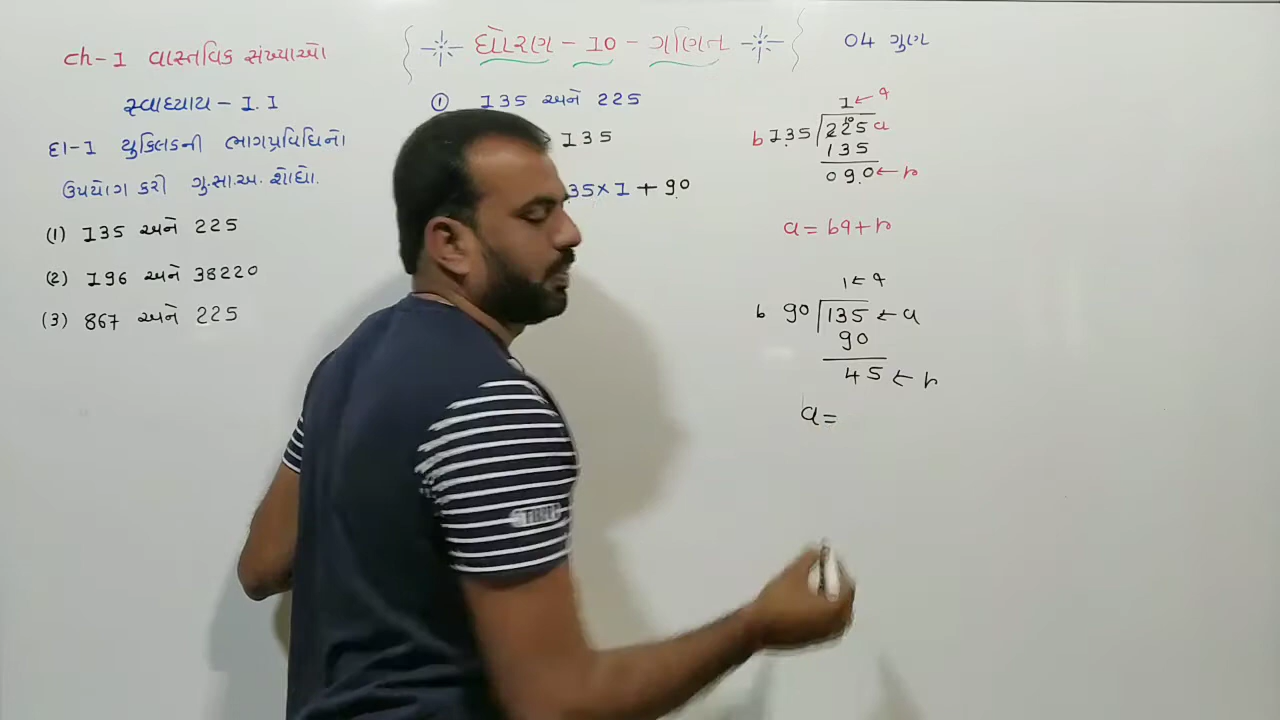 ધોરણ - 10 - ગણિત
04 ગુણ
ch-1 વાસ્તવિક સંખ્યાઓ
સ્વાધ્યાય - 1.1
દા-1 યુક્લિડની ભાગપ્રવિધિનો
ઉપયોગ કરી ગુ.સા.અ. શોધો.
(1) 135 અને 225
(2) 196 અને 38220
(3) 867 અને 225
① 135 અને 225
135
35×1 + 90
1 ← q
b 135 225 a
135
090 ← r
a = bq + r
1 ← q
b 90 135 ← a
90
45 ← r
a =